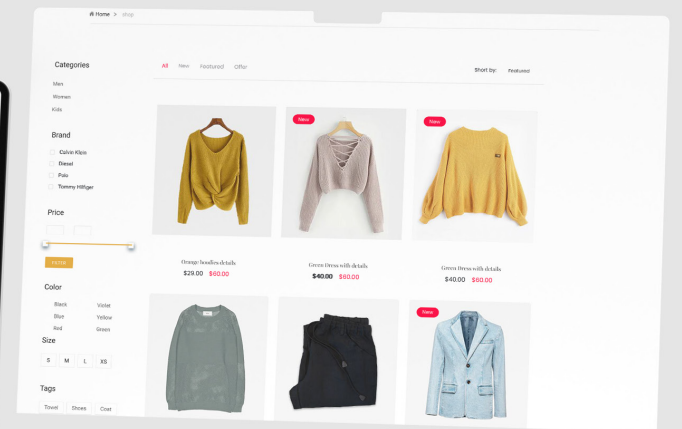 Home > shop
Categories
Men
Women
Kids
Brand
Calvin Klein
Diesel
Polo
Tommy Hilfiger
Price
FILTER
Color
Black Violet
Blue Yellow
Red Green
Size
S M L XS
Tags
Towel Shoes Coat
All New Featured Offer
Short by: Featured
New
New
Orange hoodies details
$29.00 $60.00
Green Dress with details
$40.00 $60.00
Green Dress with details
$40.00 $60.00
New